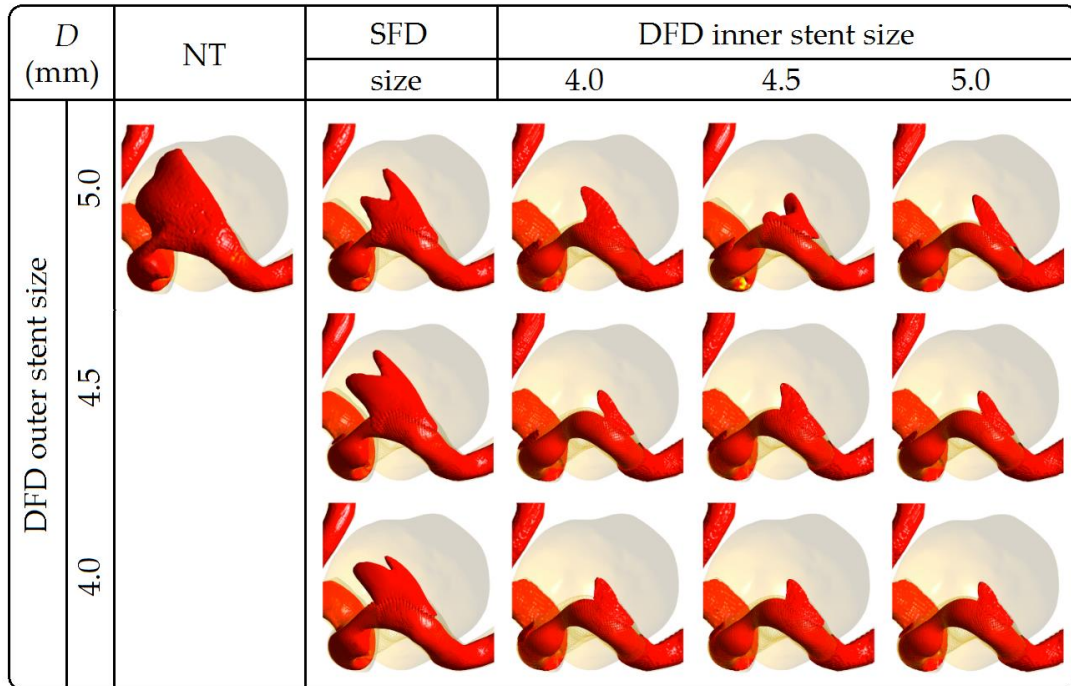 D
(mm)
NT
SFD
size
DFD inner stent size
4.0
4.5
5.0
DFD outer stent size
5.0
4.5
4.0